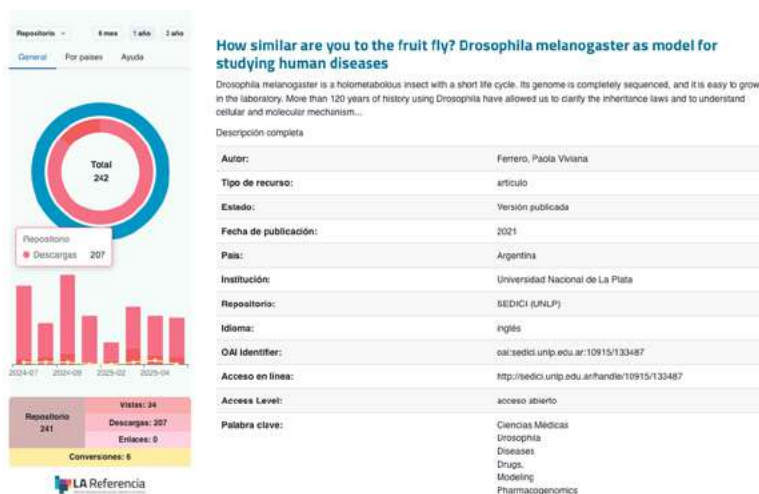 Repositorio
6 mes 1 año 2 año
General Por países Ayuda
Total
242
Repositorio
Descargas 207
2024-07 2024-09 2025-02 2025-04
Repositorio
241
Vistas: 34
Descargas: 207
Enlaces: 0
Conversiones: 6
LA Referencia
How similar are you to the fruit fly? Drosophila melanogaster as model for
studying human diseases
Drosophila melanogaster is a holometabolous insect with a short life cycle. Its genome is completely sequenced, and it is easy to grow
in the laboratory. More than 120 years of history using Drosophila have allowed us to clarify the inheritance laws and to understand
cellular and molecular mechanism...
Descripción completa
Autor: Ferrero, Paola Viviana
Tipo de recurso: artículo
Estado: Versión publicada
Fecha de publicación: 2021
País: Argentina
Institución: Universidad Nacional de La Plata
Repositorio: SEDICI (UNLP)
Idioma: inglés
OAI Identifier: oai:sedici.unlp.edu.ar:10915/133487
Acceso en línea: http://sedici.unlp.edu.ar/handle/10915/133487
Access Level: acceso abierto
Palabra clave: Ciencias Médicas
Drosophila
Diseases
Drugs,
Modeling
Pharmacogenomics